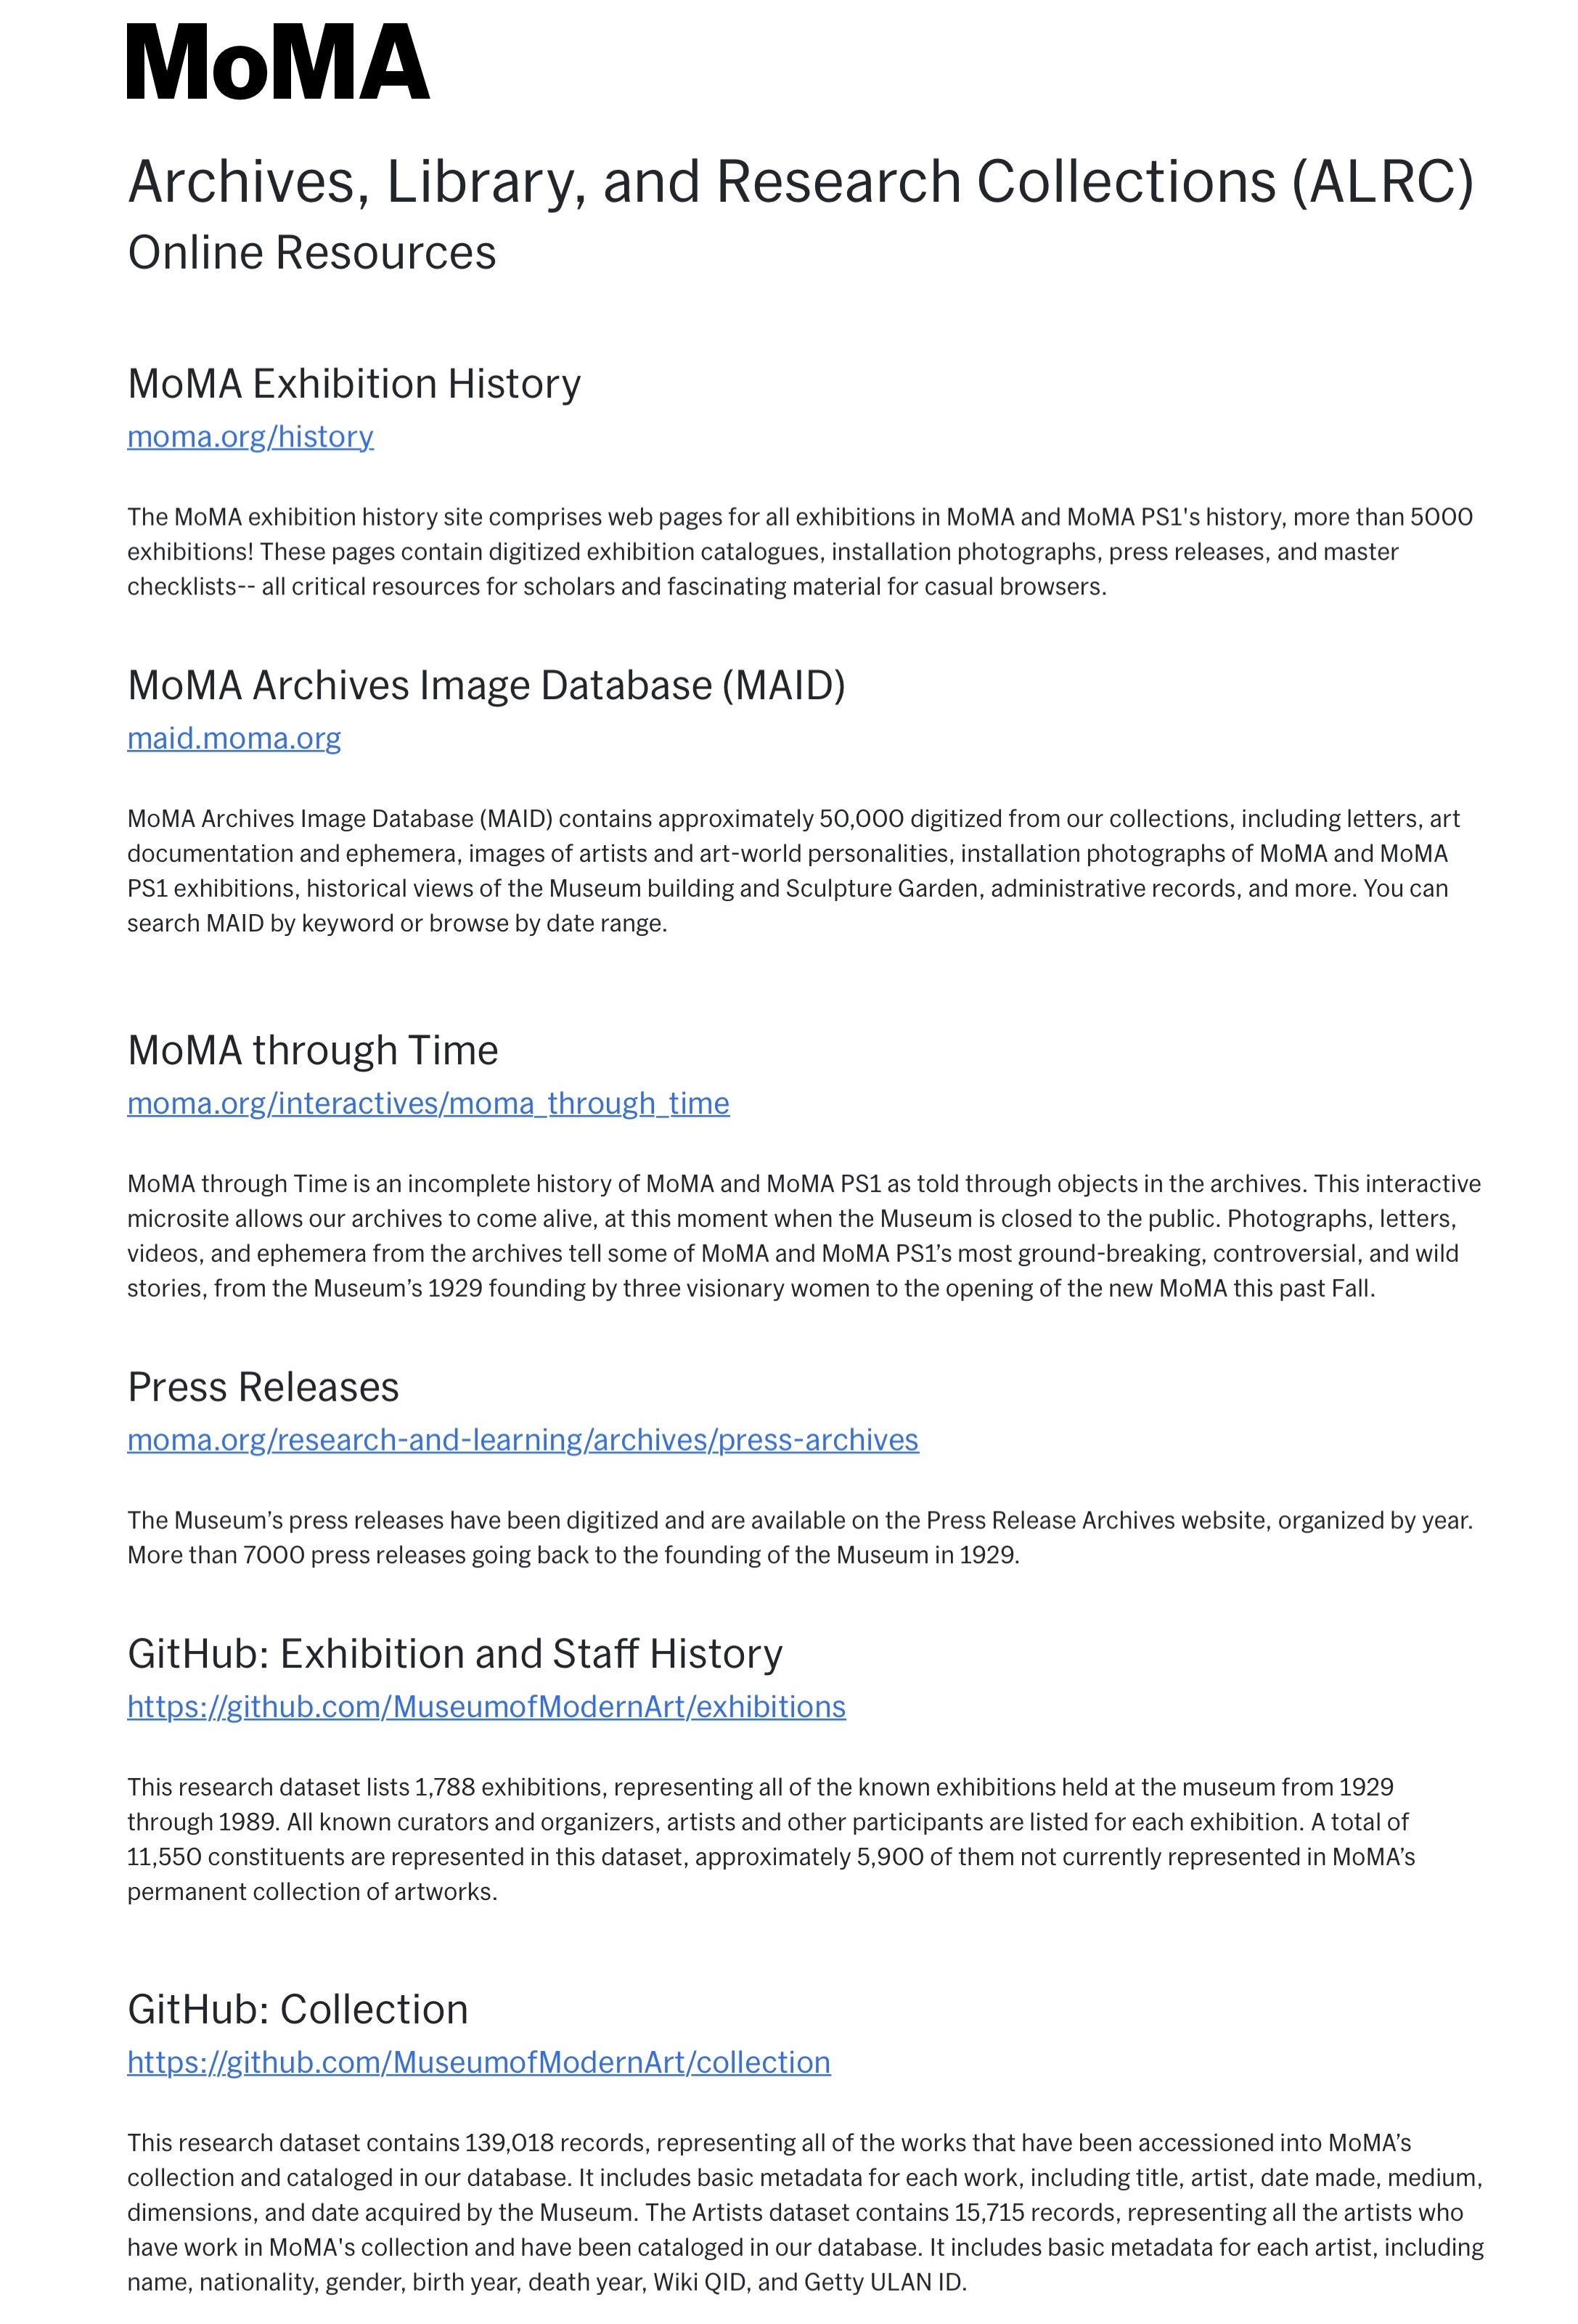 MoMA
Archives, Library, and Research Collections (ALRC)
Online Resources
MoMA Exhibition History
moma.org/history
The MoMA exhibition history site comprises web pages for all exhibitions in MoMA and MoMA PS1's history, more than 5000
exhibitions! These pages contain digitized exhibition catalogues, installation photographs, press releases, and master
checklists-- all critical resources for scholars and fascinating material for casual browsers.
MoMA Archives Image Database (MAID)
maid.moma.org
MoMA Archives Image Database (MAID) contains approximately 50,000 digitized from our collections, including letters, art
documentation and ephemera, images of artists and art-world personalities, installation photographs of MoMA and MoMA
PS1 exhibitions, historical views of the Museum building and Sculpture Garden, administrative records, and more. You can
search MAID by keyword or browse by date range.
MoMA through Time
moma.org/interactives/moma_through_time
MoMA through Time is an incomplete history of MoMA and MoMA PS1 as told through objects in the archives. This interactive
microsite allows our archives to come alive, at this moment when the Museum is closed to the public. Photographs, letters,
videos, and ephemera from the archives tell some of MoMA and MoMA PS1’s most ground-breaking, controversial, and wild
stories, from the Museum’s 1929 founding by three visionary women to the opening of the new MoMA this past Fall.
Press Releases
moma.org/research-and-learning/archives/press-archives
The Museum’s press releases have been digitized and are available on the Press Release Archives website, organized by year.
More than 7000 press releases going back to the founding of the Museum in 1929.
GitHub: Exhibition and Staff History
https://github.com/MuseumofModernArt/exhibitions
This research dataset lists 1,788 exhibitions, representing all of the known exhibitions held at the museum from 1929
through 1989. All known curators and organizers, artists and other participants are listed for each exhibition. A total of
11,550 constituents are represented in this dataset, approximately 5,900 of them not currently represented in MoMA’s
permanent collection of artworks.
GitHub: Collection
https://github.com/MuseumofModernArt/collection
This research dataset contains 139,018 records, representing all of the works that have been accessioned into MoMA’s
collection and cataloged in our database. It includes basic metadata for each work, including title, artist, date made, medium,
dimensions, and date acquired by the Museum. The Artists dataset contains 15,715 records, representing all the artists who
have work in MoMA's collection and have been cataloged in our database. It includes basic metadata for each artist, including
name, nationality, gender, birth year, death year, Wiki QID, and Getty ULAN ID.